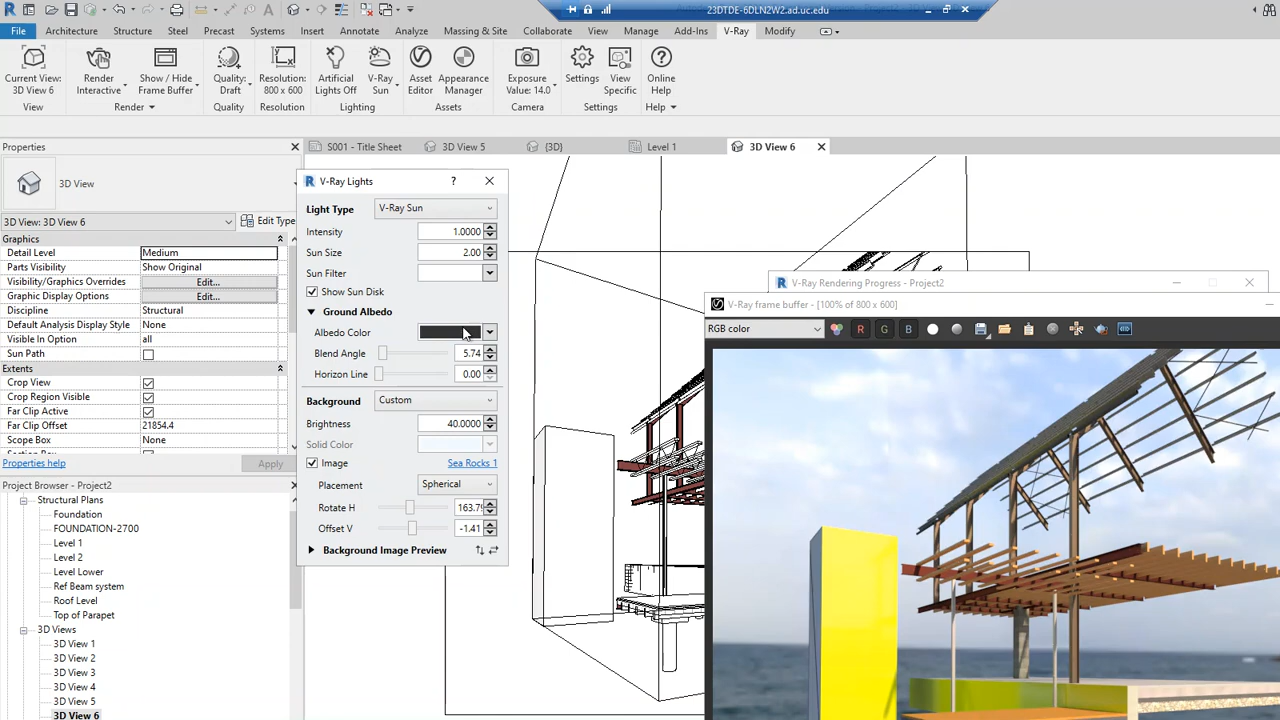 23DTDE-6DLN2W2.ad.uc.edu
File Architecture Structure Steel Precast Systems Insert Annotate Analyze Massing & Site Collaborate View Manage Add-Ins V-Ray Modify
Current View: 3D View 6
Render Interactive
Show / Hide Frame Buffer
Quality: Draft
Resolution: 800 x 600
Artificial Lights Off
V-Ray Sun
Asset Editor
Appearance Manager
Exposure Value: 14.0
Settings
View Specific
Online Help
View Render Quality Resolution Lighting Assets Camera Settings Help
Properties
S001 - Title Sheet 3D View 5 {3D} Level 1 3D View 6
3D View
3D View: 3D View 6 Edit Type
Graphics
Detail Level Medium
Parts Visibility Show Original
Visibility/Graphics Overrides Edit...
Graphic Display Options Edit...
Discipline Structural
Default Analysis Display Style None
Visible In Option all
Sun Path
Extents
Crop View
Crop Region Visible
Far Clip Active
Far Clip Offset 21854.4
Scope Box None
Properties help Apply
Project Browser - Project2
Structural Plans
Foundation
FOUNDATION-2700
Level 1
Level 2
Level Lower
Ref Beam system
Roof Level
Top of Parapet
3D Views
3D View 1
3D View 2
3D View 3
3D View 4
3D View 5
3D View 6
V-Ray Lights ?
Light Type V-Ray Sun
Intensity 1.0000
Sun Size 2.00
Sun Filter
Show Sun Disk
Ground Albedo
Albedo Color
Blend Angle 5.74
Horizon Line 0.00
Background Custom
Brightness 40.0000
Solid Color
Image Sea Rocks 1
Placement Spherical
Rotate H 163.79
Offset V -1.41
Background Image Preview
V-Ray Rendering Progress - Project2
V-Ray frame buffer - [100% of 800 x 600]
RGB color R G B